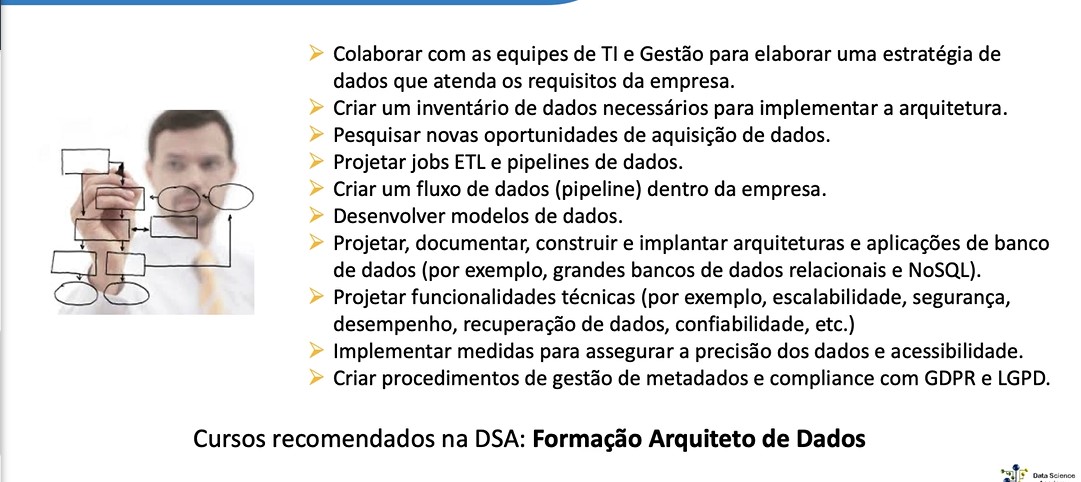 ➢ Colaborar com as equipes de TI e Gestão para elaborar uma estratégia de
dados que atenda os requisitos da empresa.
➢ Criar um inventário de dados necessários para implementar a arquitetura.
➢ Pesquisar novas oportunidades de aquisição de dados.
➢ Projetar jobs ETL e pipelines de dados.
➢ Criar um fluxo de dados (pipeline) dentro da empresa.
➢ Desenvolver modelos de dados.
➢ Projetar, documentar, construir e implantar arquiteturas e aplicações de banco
de dados (por exemplo, grandes bancos de dados relacionais e NoSQL).
➢ Projetar funcionalidades técnicas (por exemplo, escalabilidade, segurança,
desempenho, recuperação de dados, confiabilidade, etc.)
➢ Implementar medidas para assegurar a precisão dos dados e acessibilidade.
➢ Criar procedimentos de gestão de metadados e compliance com GDPR e LGPD.
Cursos recomendados na DSA: Formação Arquiteto de Dados
Data Science